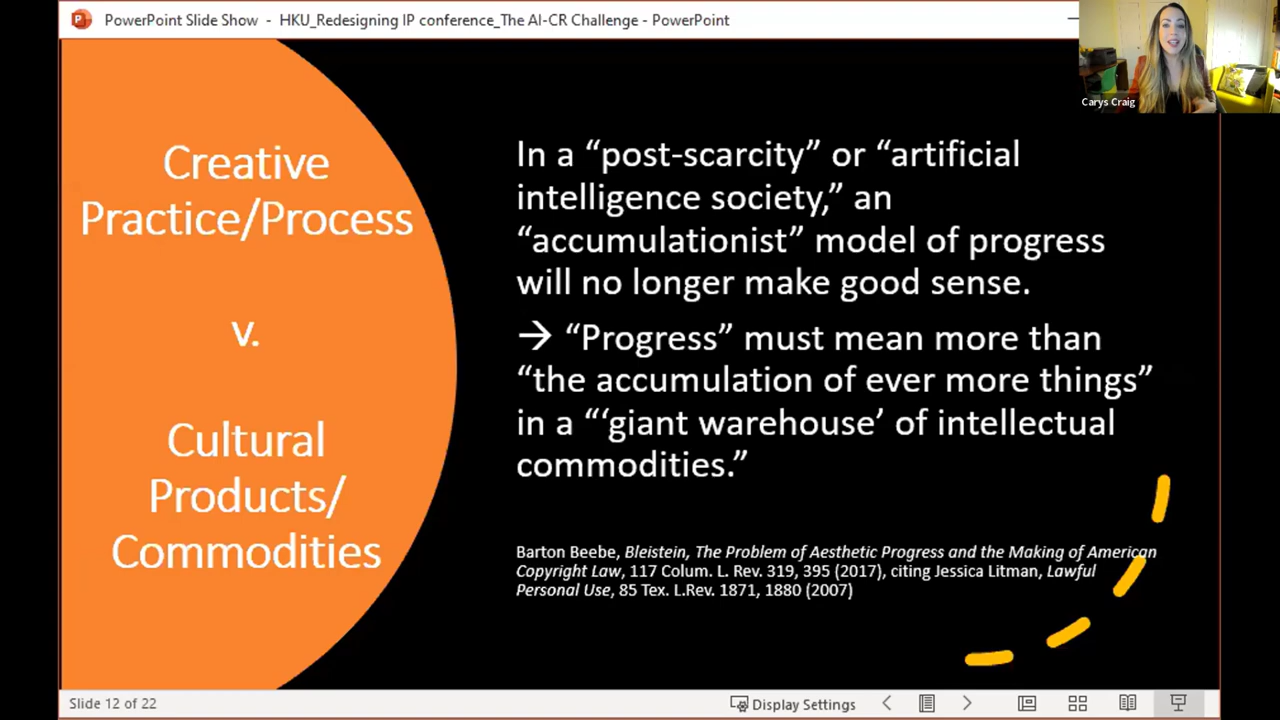 PowerPoint Slide Show - HKU_Redesigning IP conference_The AI-CR Challenge - PowerPoint
Carys Craig
Creative
Practice/Process
v.
Cultural
Products/
Commodities
In a “post-scarcity” or “artificial
intelligence society,” an
“accumulationist” model of progress
will no longer make good sense.
→ “Progress” must mean more than
“the accumulation of ever more things”
in a “‘giant warehouse’ of intellectual
commodities.”
Barton Beebe, Bleistein, The Problem of Aesthetic Progress and the Making of American
Copyright Law, 117 Colum. L. Rev. 319, 395 (2017), citing Jessica Litman, Lawful
Personal Use, 85 Tex. L.Rev. 1871, 1880 (2007)
Slide 12 of 22
Display Settings